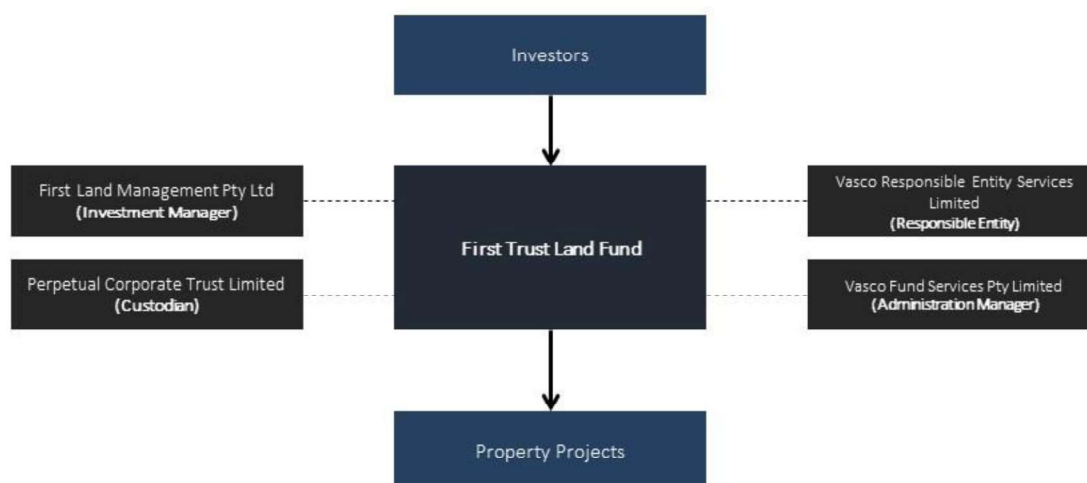 Investors
First Land Management Pty Ltd
(Investment Manager)
Vasco Responsible Entity Services
Limited
(Responsible Entity)
First Trust Land Fund
Perpetual Corporate Trust Limited
(Custodian)
Vasco Fund Services Pty Limited
(Administration Manager)
Property Projects